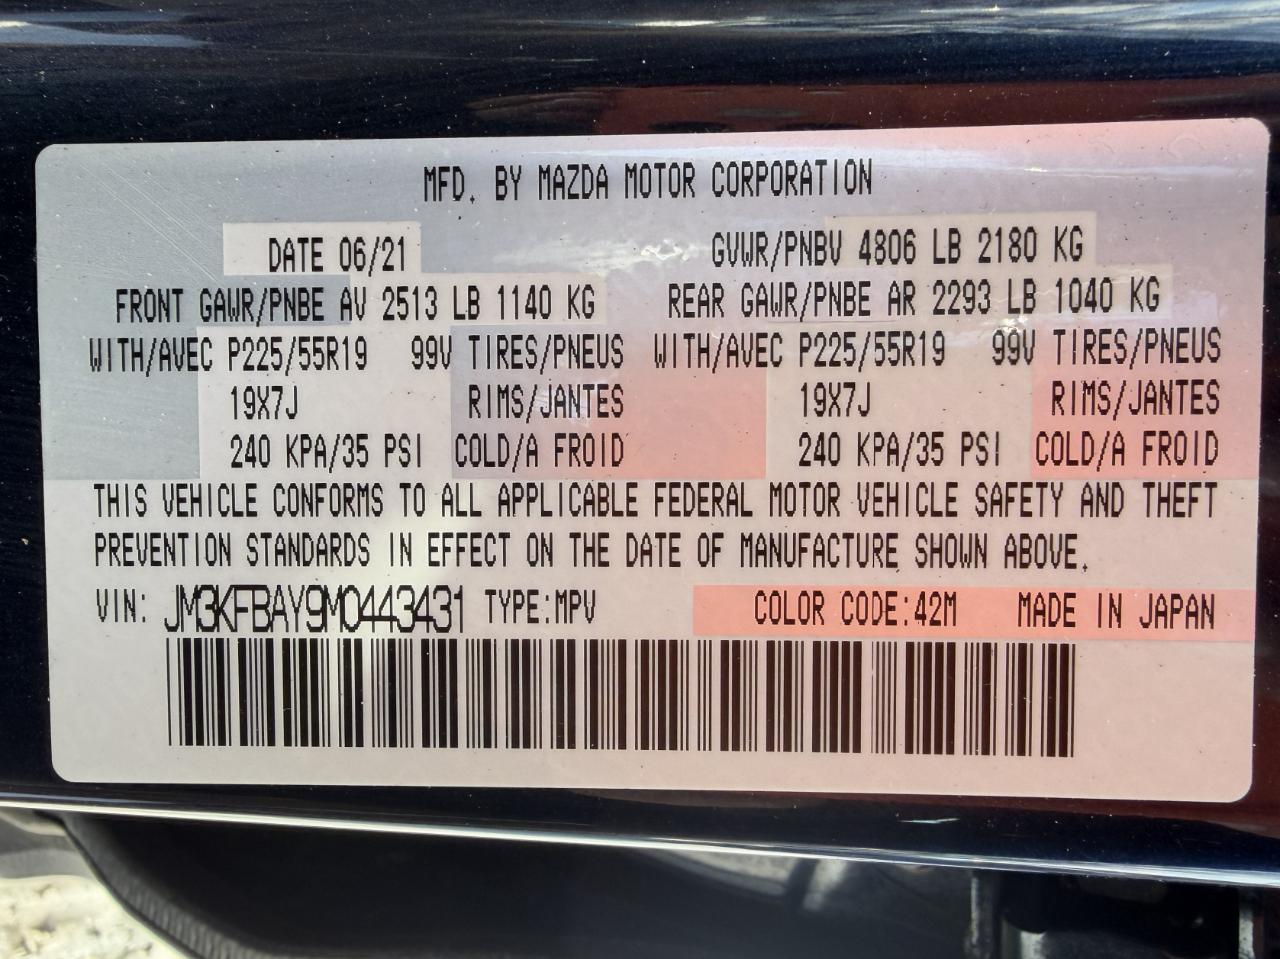 MFD. BY MAZDA MOTOR CORPORATION
DATE 06/21 GVWR/PNBV 4806 LB 2180 KG
FRONT GAWR/PNBE AV 2513 LB 1140 KG REAR GAWR/PNBE AR 2293 LB 1040 KG
WITH/AVEC P225/55R19 99V TIRES/PNEUS WITH/AVEC P225/55R19 99V TIRES/PNEUS
19X7J RIMS/JANTES 19X7J RIMS/JANTES
240 KPA/35 PSI COLD/A FROID 240 KPA/35 PSI COLD/A FROID
THIS VEHICLE CONFORMS TO ALL APPLICABLE FEDERAL MOTOR VEHICLE SAFETY AND THEFT
PREVENTION STANDARDS IN EFFECT ON THE DATE OF MANUFACTURE SHOWN ABOVE.
VIN: JM3KFBAY9M0443431 TYPE:MPV COLOR CODE:42M MADE IN JAPAN